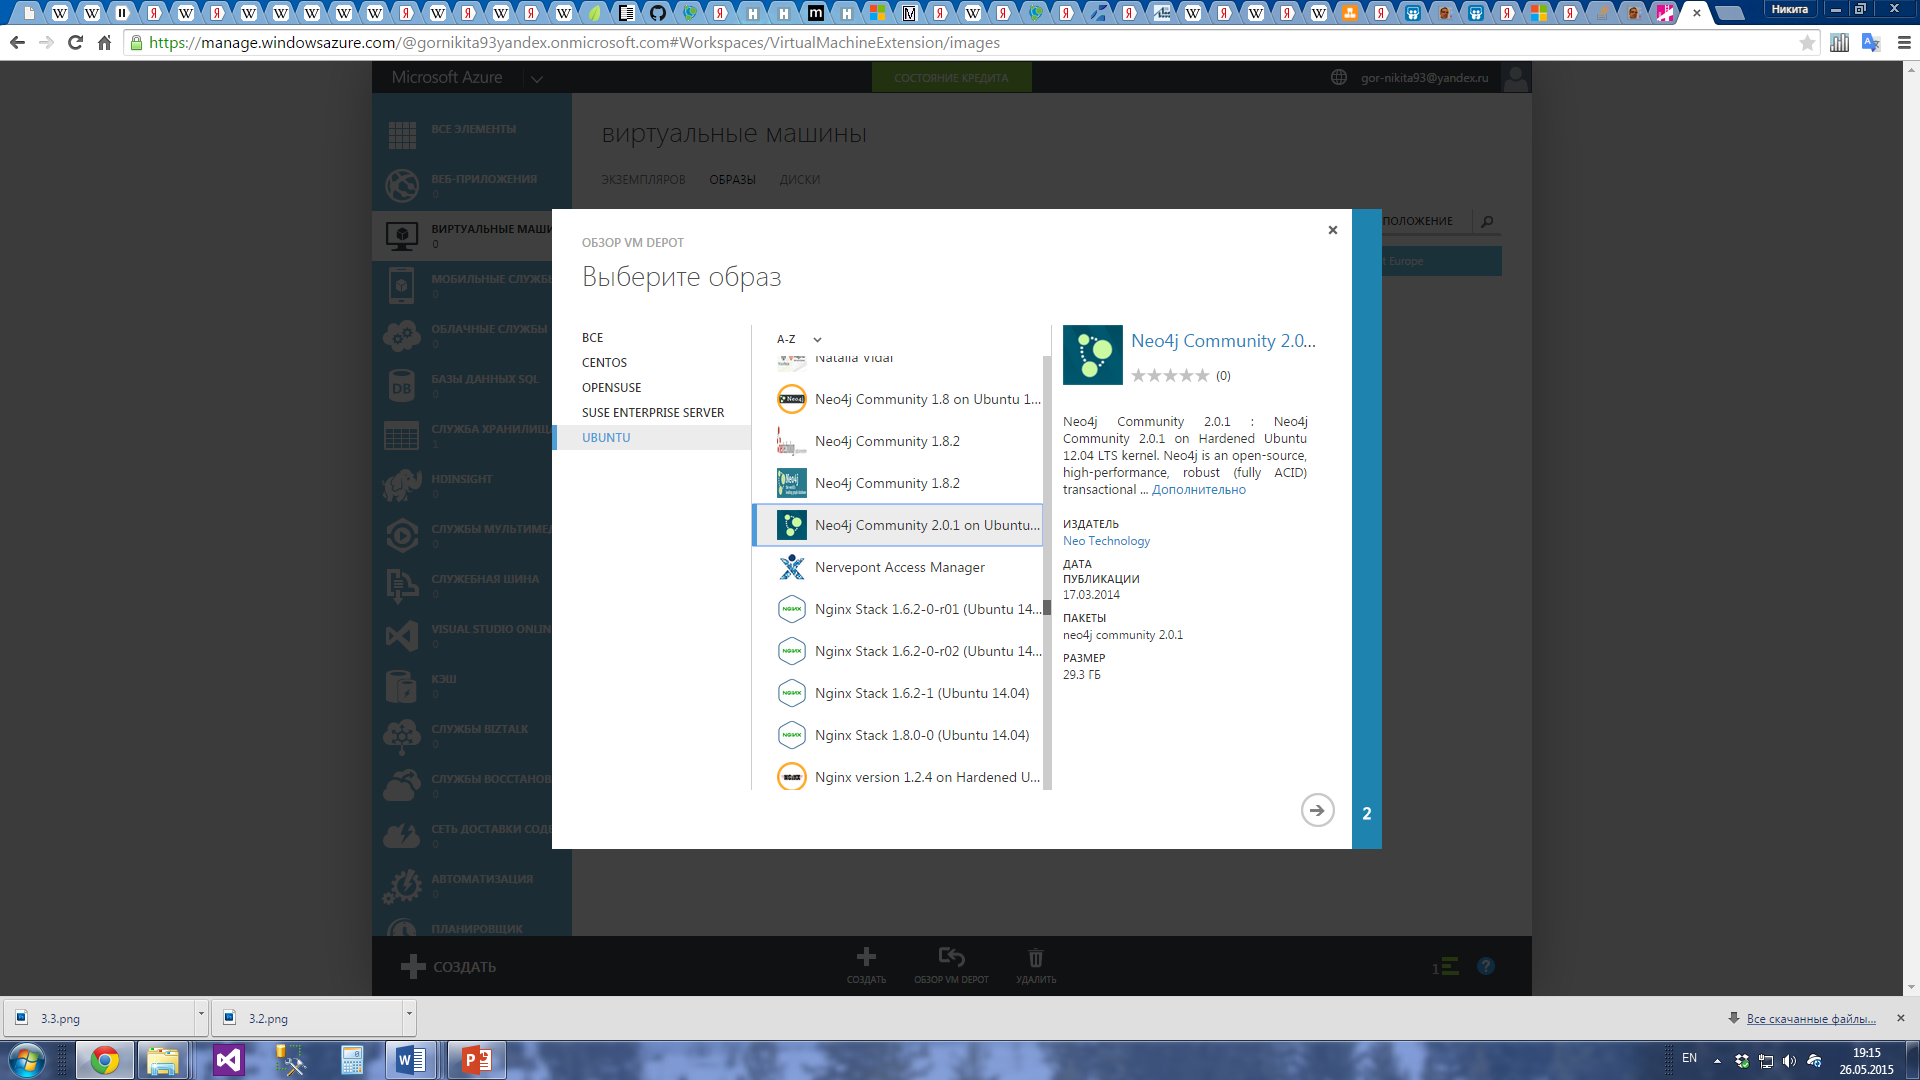 Никита
https://manage.windowsazure.com/@gornikita93yandex.onmicrosoft.com#Workspaces/VirtualMachineExtension/images
Microsoft Azure
СОСТОЯНИЕ КРЕДИТА
gor-nikita93@yandex.ru
ВСЕ ЭЛЕМЕНТЫ
ВЕБ-ПРИЛОЖЕНИЯ
0
ВИРТУАЛЬНЫЕ МАШИ
0
МОБИЛЬНЫЕ СЛУЖБЫ
0
ОБЛАЧНЫЕ СЛУЖБЫ
0
БАЗЫ ДАННЫХ SQL
0
СЛУЖБА ХРАНИЛИЩ
1
HDINSIGHT
0
СЛУЖБЫ МУЛЬТИМЕД
0
СЛУЖЕБНАЯ ШИНА
0
VISUAL STUDIO ONLIN
0
КЭШ
0
СЛУЖБЫ BIZTALK
0
СЛУЖБЫ ВОССТАНОВ
0
СЕТЬ ДОСТАВКИ СОДЕ
0
АВТОМАТИЗАЦИЯ
0
ПЛАНИРОВЩИК
виртуальные машины
ЭКЗЕМПЛЯРОВ ОБРАЗЫ ДИСКИ
ПОЛОЖЕНИЕ
t Europe
ОБЗОР VM DEPOT
Выберите образ
ВСЕ
CENTOS
OPENSUSE
SUSE ENTERPRISE SERVER
UBUNTU
A-Z
Natalia Vidal
Neo4j Community 1.8 on Ubuntu 1...
Neo4j Community 1.8.2
Neo4j Community 1.8.2
Neo4j Community 2.0.1 on Ubuntu...
Nervepont Access Manager
Nginx Stack 1.6.2-0-r01 (Ubuntu 14...
Nginx Stack 1.6.2-0-r02 (Ubuntu 14...
Nginx Stack 1.6.2-1 (Ubuntu 14.04)
Nginx Stack 1.8.0-0 (Ubuntu 14.04)
Nginx version 1.2.4 on Hardened U...
Neo4j Community 2.0...
(0)
Neo4j Community 2.0.1 : Neo4j
Community 2.0.1 on Hardened Ubuntu
12.04 LTS kernel. Neo4j is an open-source,
high-performance, robust (fully ACID)
transactional ... Дополнительно
ИЗДАТЕЛЬ
Neo Technology
ДАТА
ПУБЛИКАЦИИ
17.03.2014
ПАКЕТЫ
neo4j community 2.0.1
РАЗМЕР
29.3 ГБ
2
СОЗДАТЬ
СОЗДАТЬ
ОБЗОР VM DEPOT
УДАЛИТЬ
1
3.3.png
3.2.png
Все скачанные файлы...
EN
19:15
26.05.2015